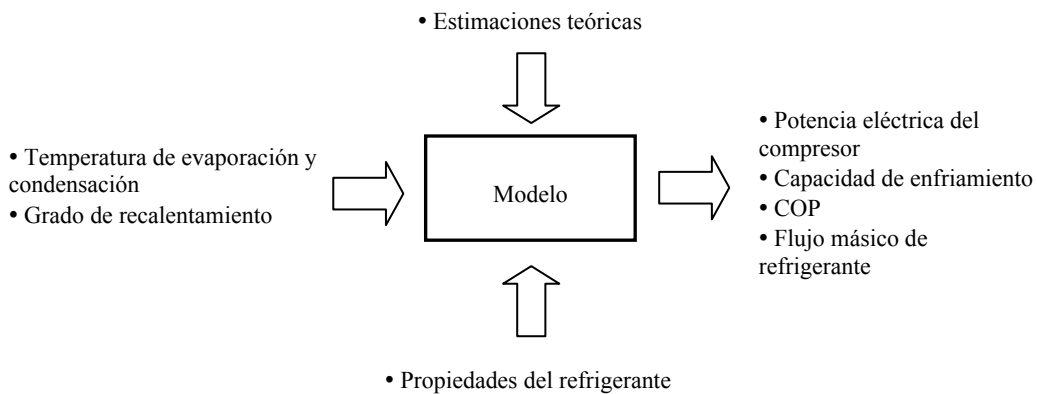 • Estimaciones teóricas
• Temperatura de evaporación y
condensación
• Grado de recalentamiento
Modelo
• Potencia eléctrica del
compresor
• Capacidad de enfriamiento
• COP
• Flujo másico de
refrigerante
• Propiedades del refrigerante